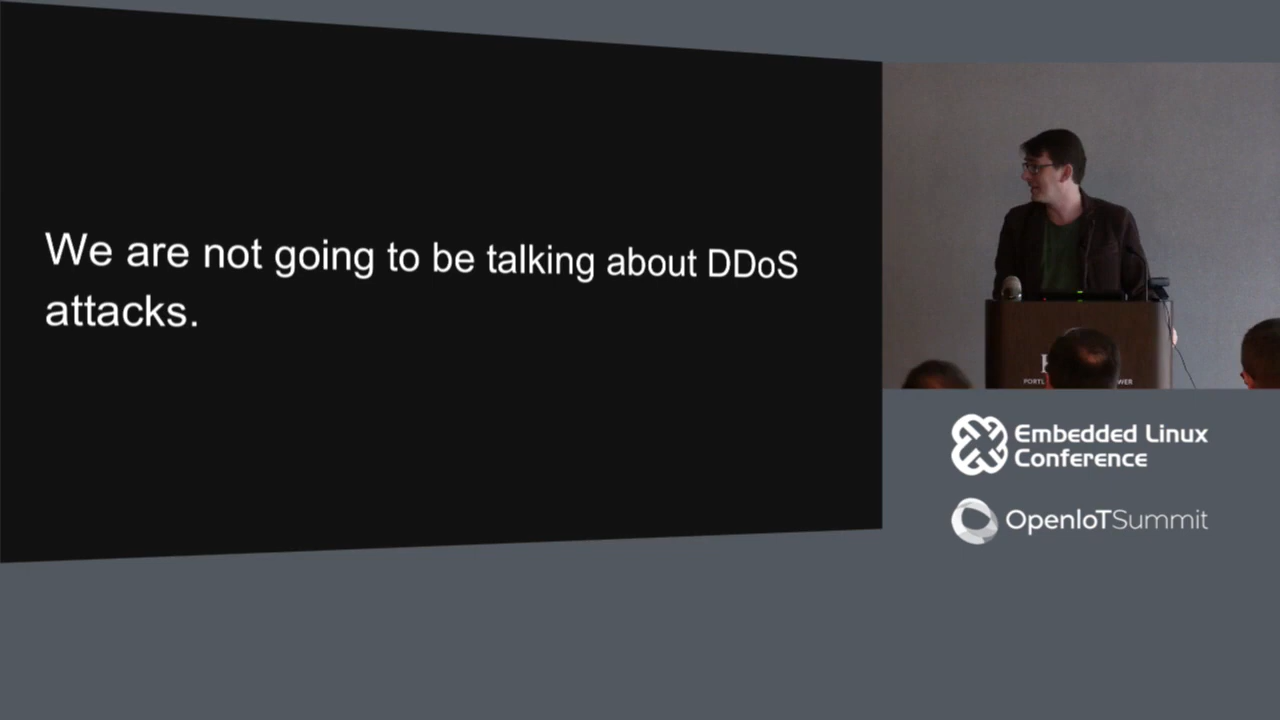 We are not going to be talking about DDoS
attacks.
Embedded Linux
Conference
OpenIoTSummit